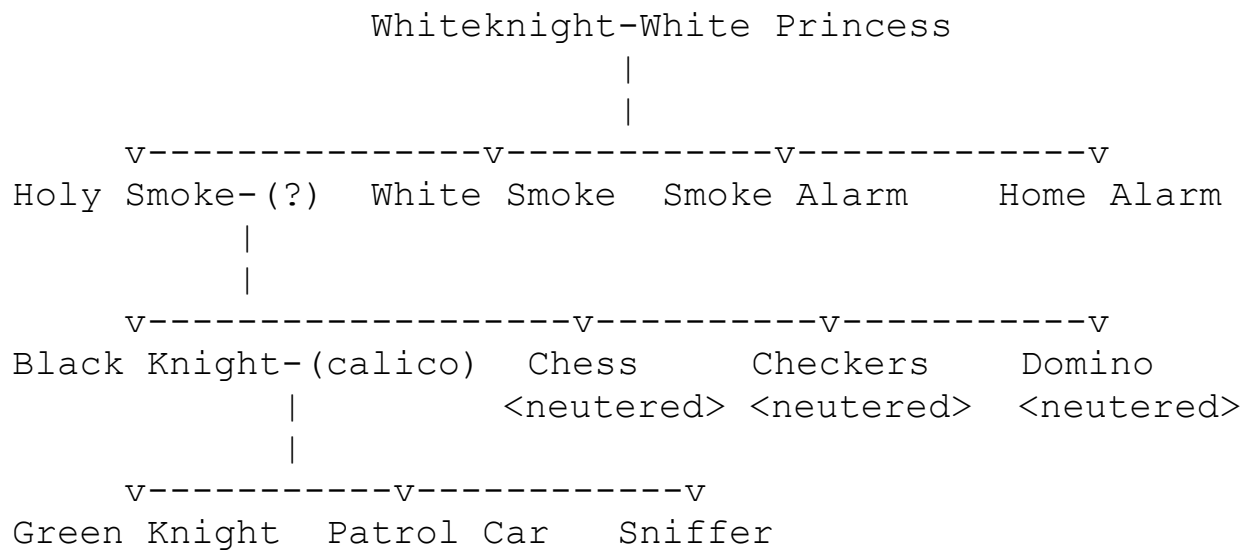 Whiteknight-White Princess
|
|
v---------------v------------v-------------v
Holy Smoke-(?) White Smoke Smoke Alarm Home Alarm
|
|
v-------------------v----------v-----------v
Black Knight-(calico) Chess Checkers Domino
| <neutered> <neutered> <neutered>
|
v-----------v------------v
Green Knight Patrol Car Sniffer